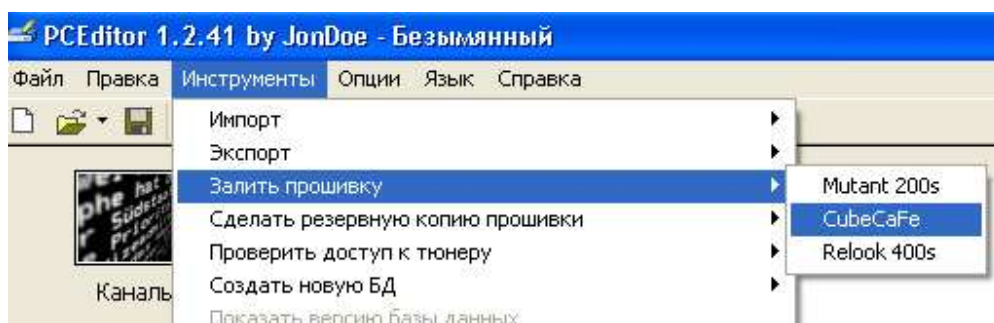 PCEditor 1.2.41 by JonDoe - Безымянный
Файл Правка Инструменты Опции Язык Справка
Импорт
Экспорт
Залить прошивку
Mutant 200s
Сделать резервную копию прошивки
CubeCaFe
Проверить доступ к тюнеру
Relook 400s
Создать новую БД
Каналы
Показать версию базы данных